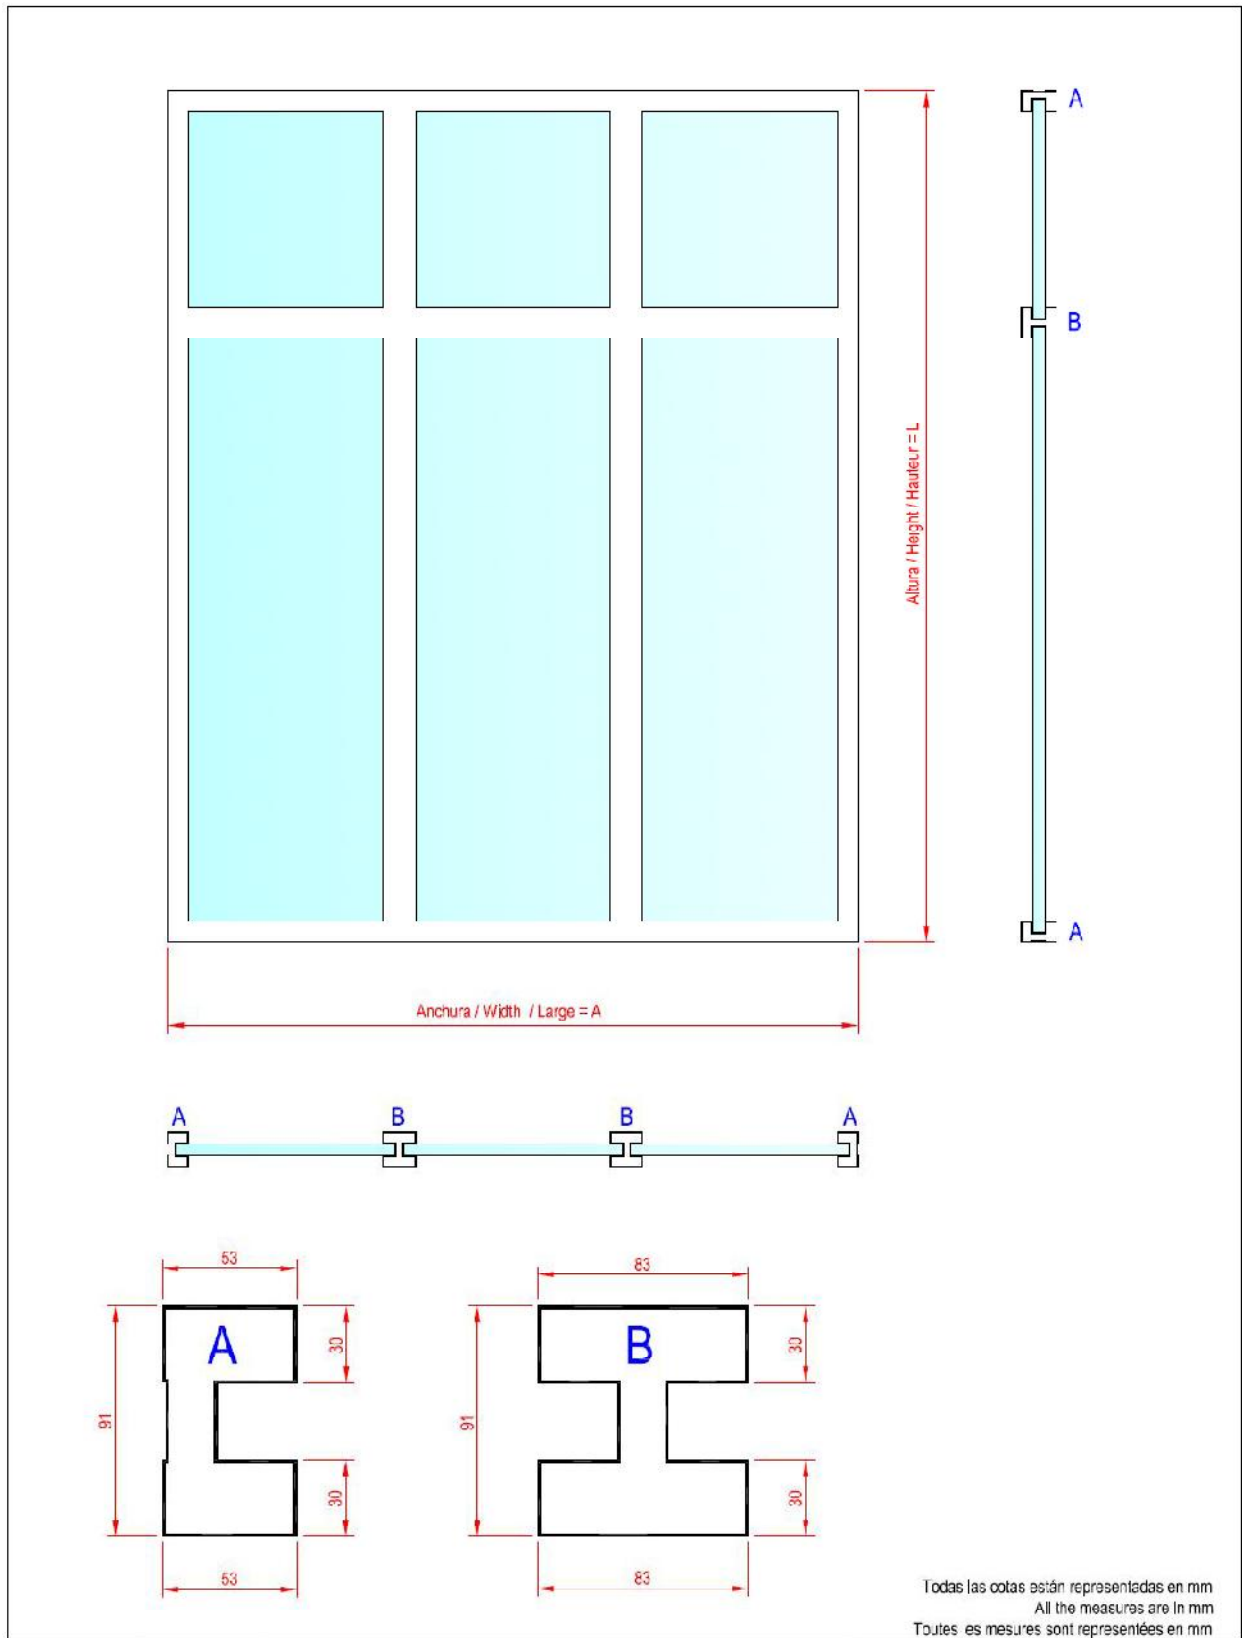 A
B
Altura / Height / Hauteur = L
A
Anchura / Width / Large = A
A B B A
53
83
A
30
B
30
91
91
30
30
53
83
Todas las cotas están representadas en mm
All the measures are in mm
Toutes es mesures sont representées en mm